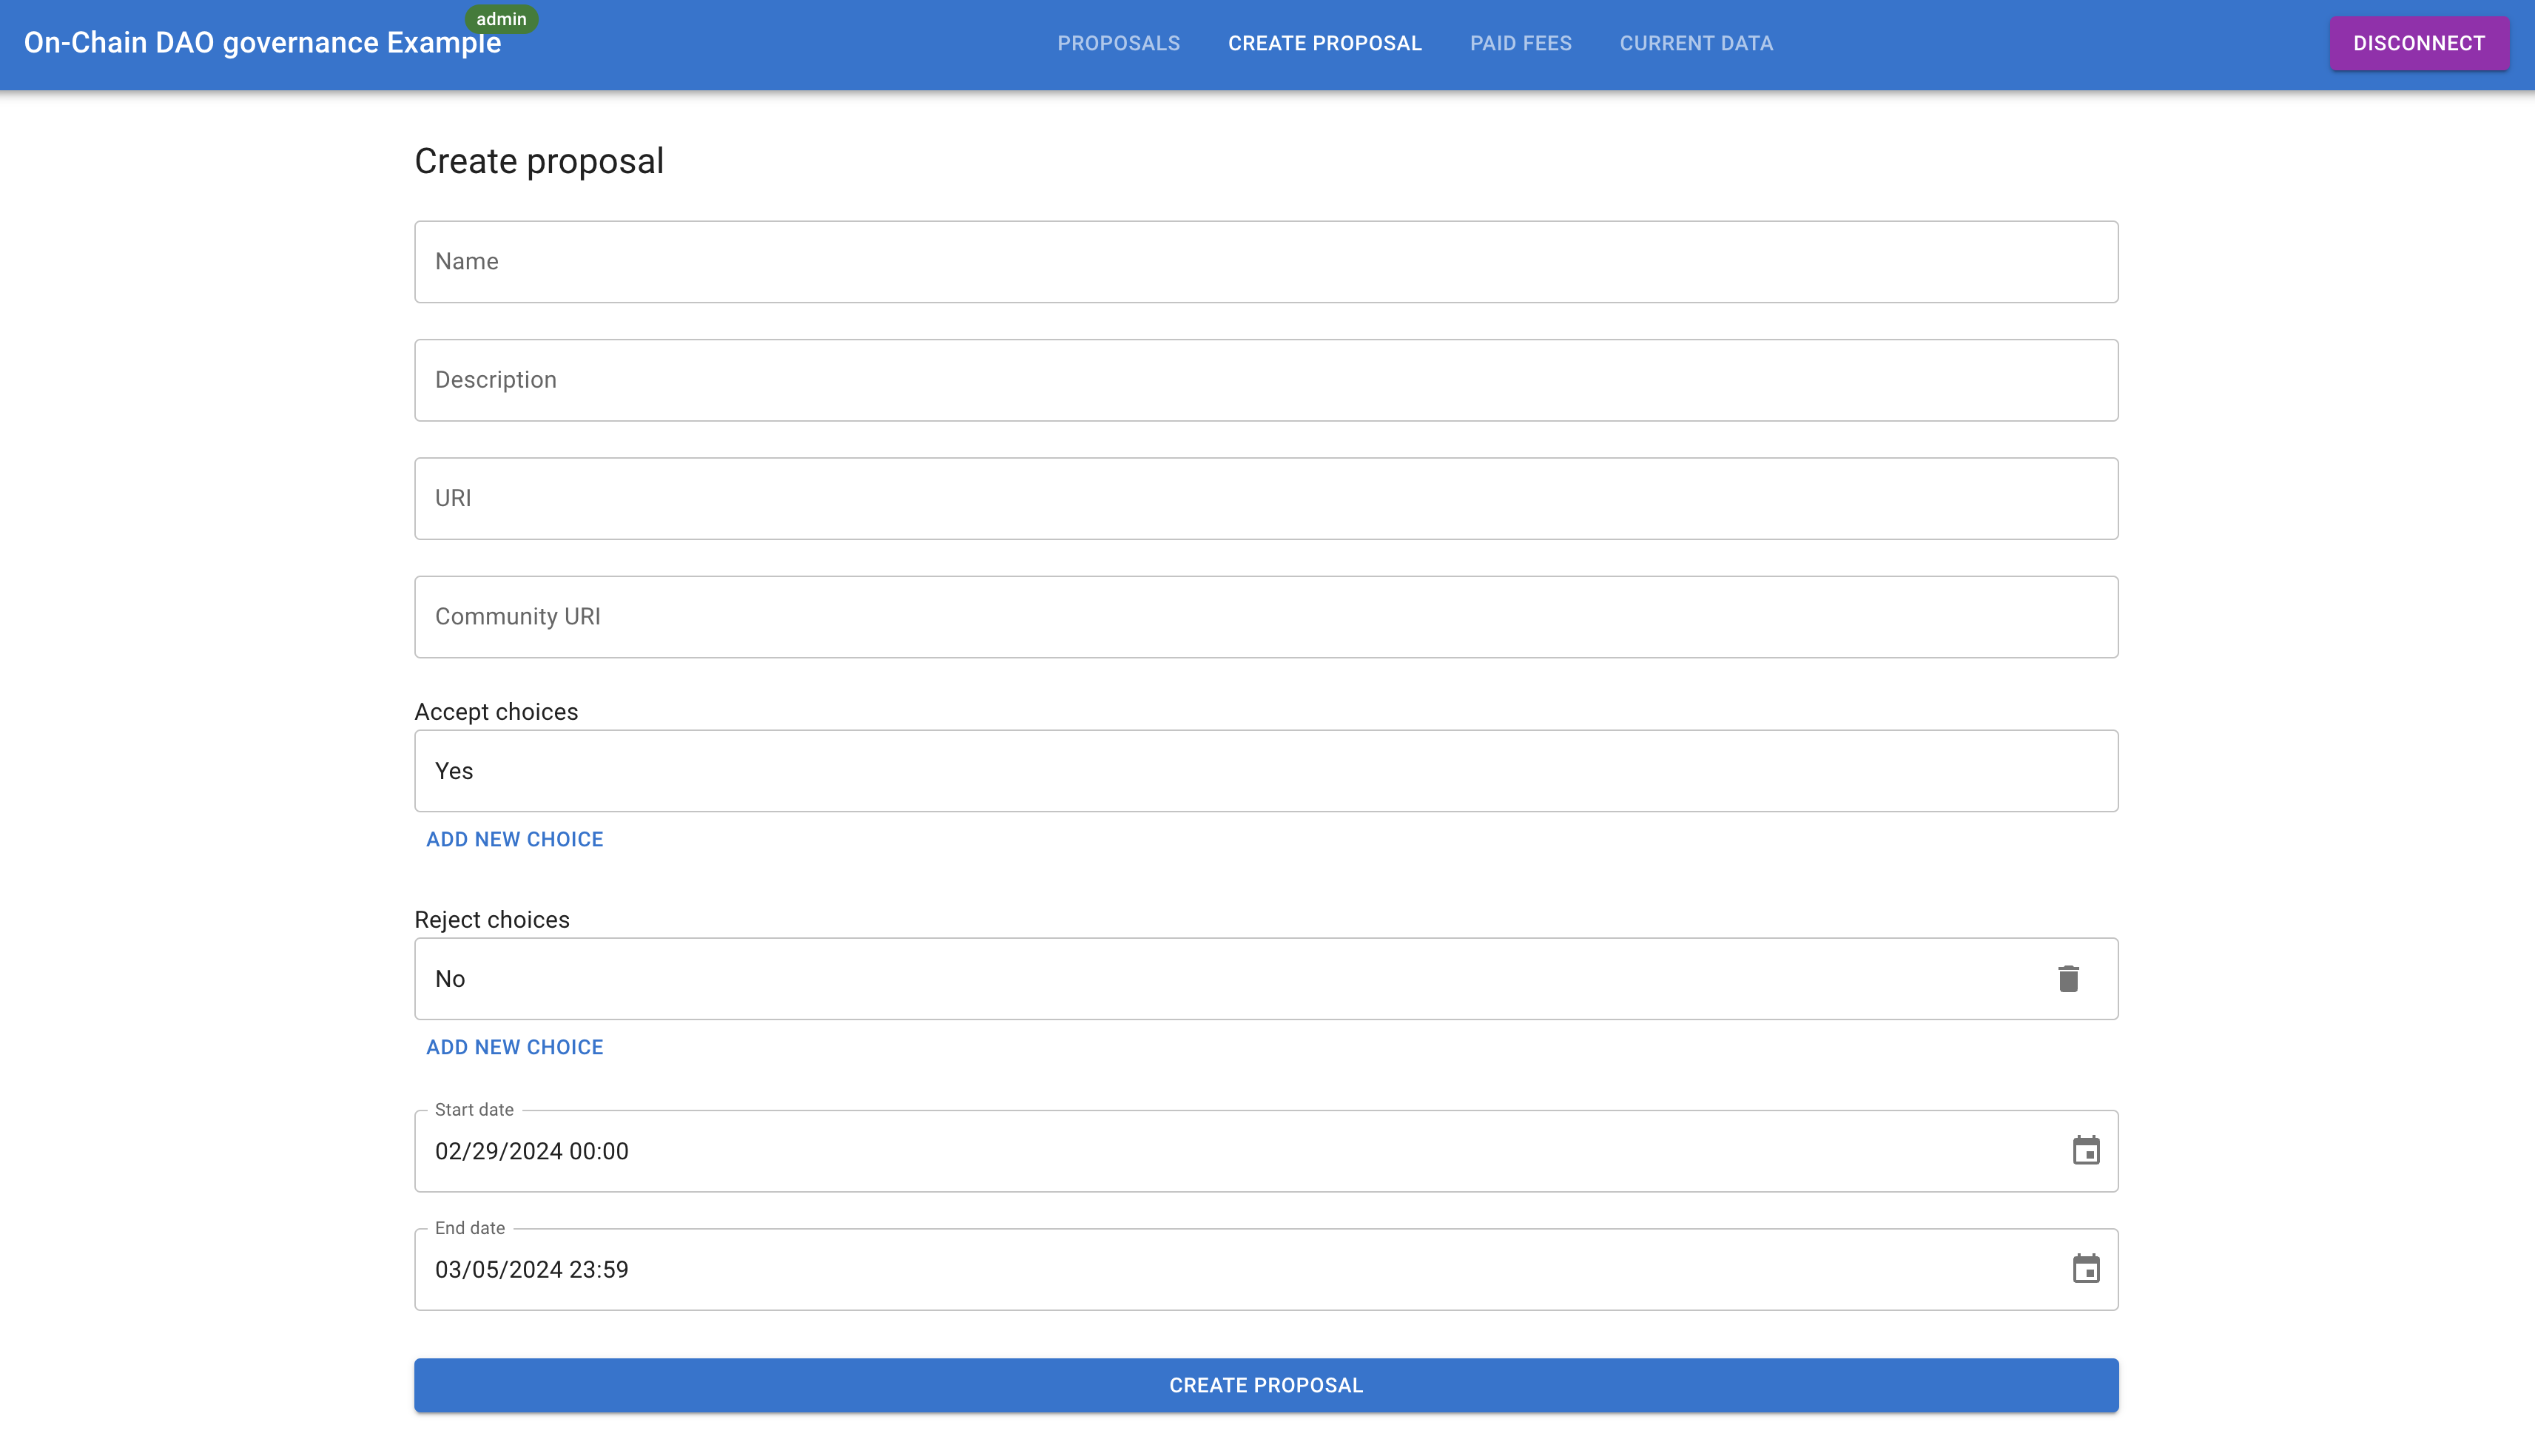 admin
On-Chain DAO governance Example
PROPOSALS CREATE PROPOSAL PAID FEES CURRENT DATA DISCONNECT
Create proposal
Name
Description
URI
Community URI
Accept choices
Yes
ADD NEW CHOICE
Reject choices
No
ADD NEW CHOICE
Start date
02/29/2024 00:00
End date
03/05/2024 23:59
CREATE PROPOSAL